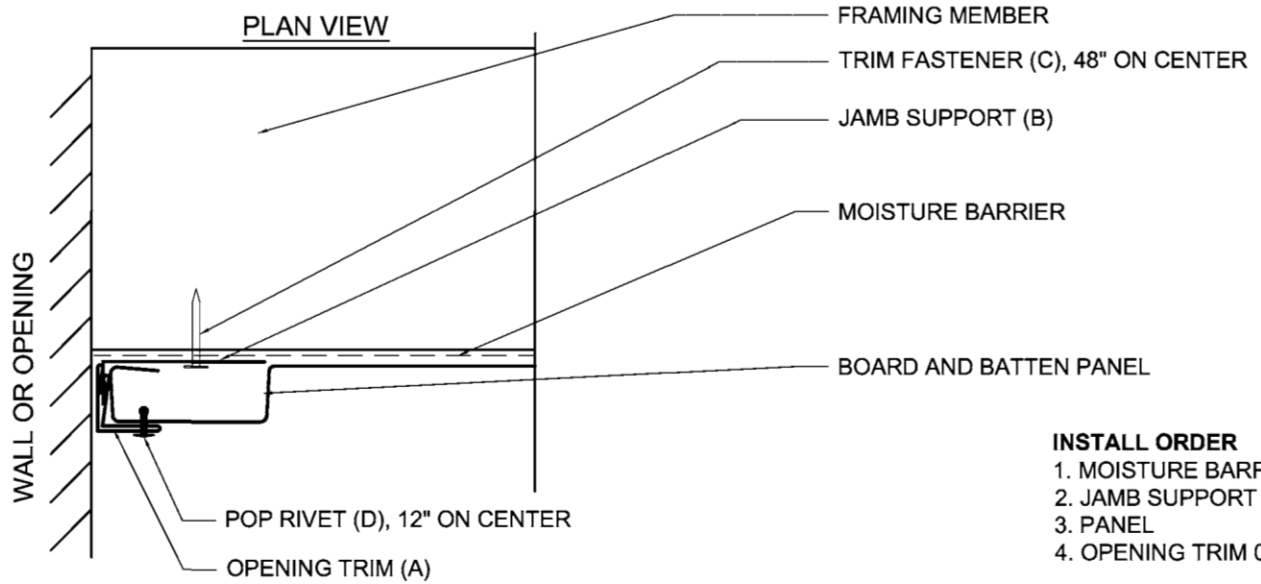 PLAN VIEW
FRAMING MEMBER
TRIM FASTENER (C), 48" ON CENTER
JAMB SUPPORT (B)
MOISTURE BARRIER
WALL OR OPENING
BOARD AND BATTEN PANEL
POP RIVET (D), 12" ON CENTER
OPENING TRIM (A)
INSTALL ORDER
1. MOISTURE
2. JAMB SUPPORT
3. PANEL
4. OPENING TRIM